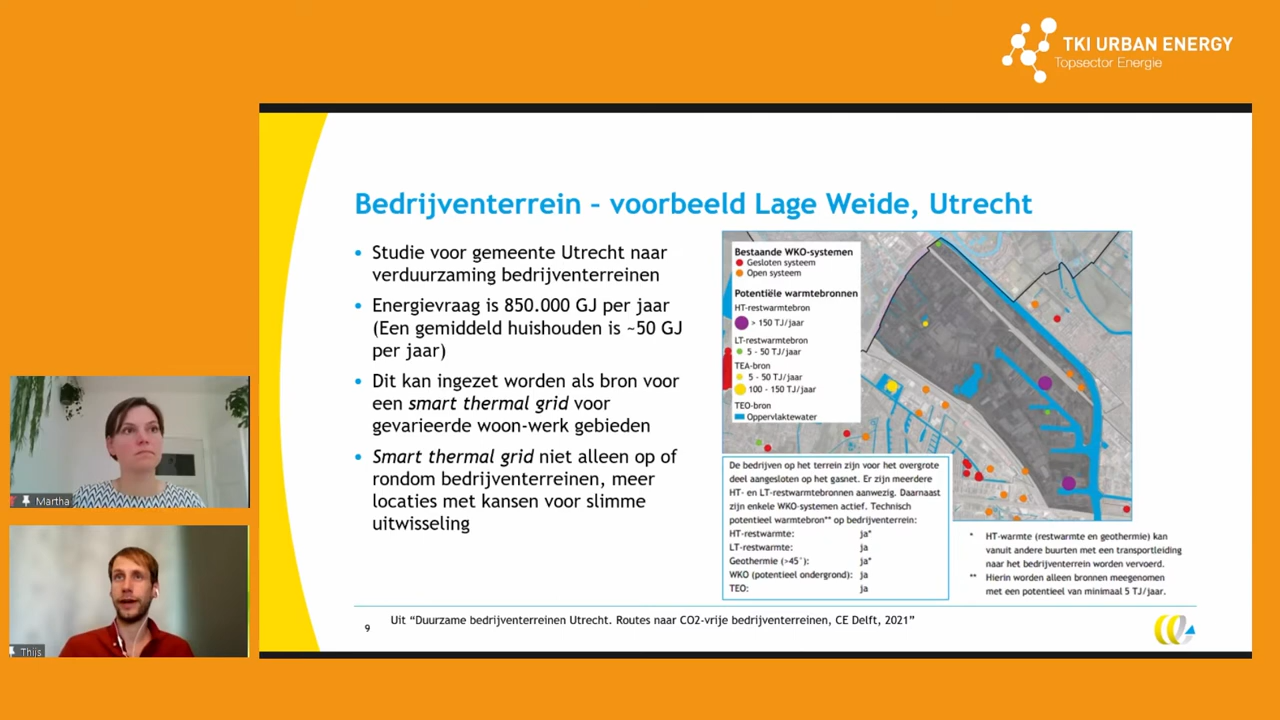 TKI URBAN ENERGY
Topsector Energie
Bedrijventerrein – voorbeeld Lage Weide, Utrecht
• Studie voor gemeente Utrecht naar
verduurzaming bedrijventerreinen
• Energievraag is 850.000 GJ per jaar
(Een gemiddeld huishouden is ~50 GJ
per jaar)
• Dit kan ingezet worden als bron voor
een smart thermal grid voor
gevarieerde woon-werk gebieden
• Smart thermal grid niet alleen op of
rondom bedrijventerreinen, meer
locaties met kansen voor slimme
uitwisseling
Bestaande WKO-systemen
Gesloten systeem
Open systeem
Potentiële warmtebronnen
HT-restwarmtebron
> 150 TJ/jaar
LT-restwarmtebron
5 - 50 TJ/jaar
TEA-bron
5 - 50 TJ/jaar
100 - 150 TJ/jaar
TEO-bron
Oppervlaktewater
De bedrijven op het terrein zijn voor het overgrote
deel aangesloten op het gasnet. Er zijn meerdere
HT- en LT-restwarmtebronnen aanwezig. Daarnaast
zijn enkele WKO-systemen actief. Technisch
potentieel warmtebron** op bedrijventerrein:
HT-restwarmte: ja*
LT-restwarmte: ja
Geothermie (>45°): ja*
WKO (potentieel ondergrond): ja
TEO: ja
* HT-warmte (restwarmte en geothermie) kan
vanuit andere buurten met een transportleiding
naar het bedrijventerrein worden vervoerd.
** Hierin worden alleen bronnen meegenomen
met een potentieel van minimaal 5 TJ/jaar.
9
Uit “Duurzame bedrijventerreinen Utrecht. Routes naar CO2-vrije bedrijventerreinen, CE Delft, 2021”
Martha
Thijs